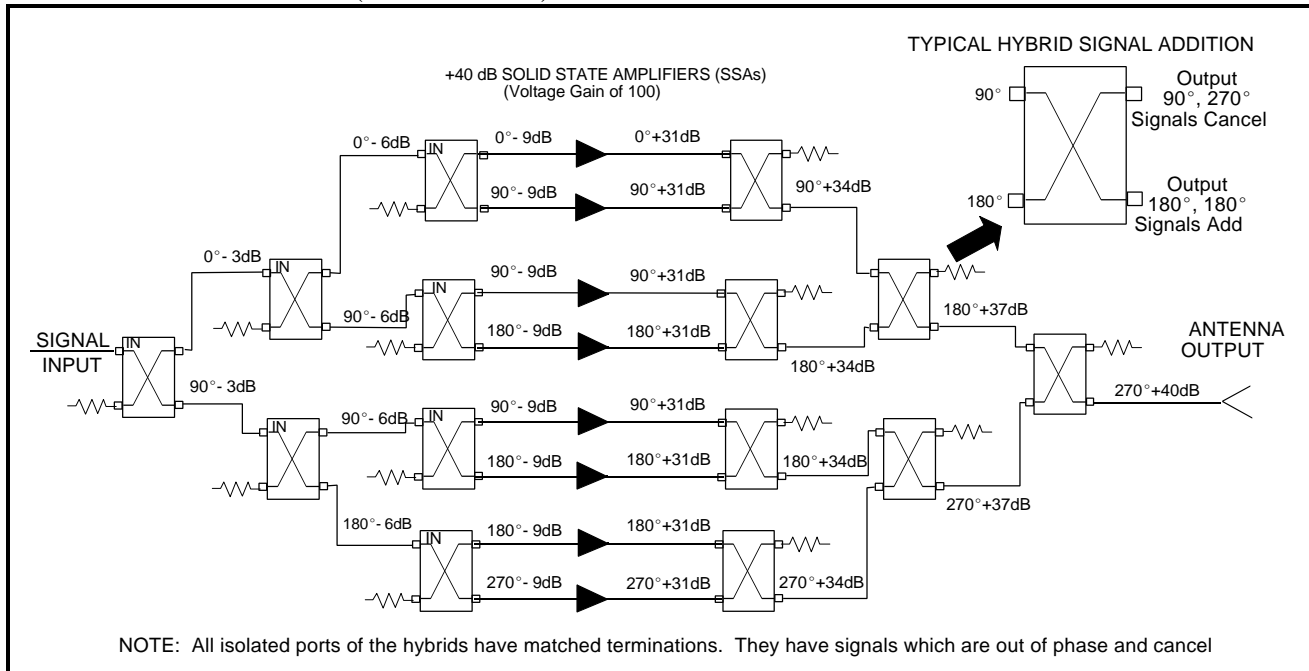 TYPICAL HYBRID SIGNAL ADDITION
+40 dB SOLID STATE AMPLIFIERS (SSAs)
(Voltage Gain of 100)
90°
Output
90°, 270°
Signals Cancel
180°
Output
180°, 180°
Signals Add
0°- 6dB
IN
0°- 9dB
0°+31dB
90°- 9dB
90°+31dB
90°+34dB
0°- 3dB
IN
90°- 6dB
IN
90°- 9dB
90°+31dB
180°- 9dB
180°+31dB
180°+34dB
180°+37dB
SIGNAL
INPUT
IN
ANTENNA
OUTPUT
90°- 3dB
270°+40dB
IN
90°- 6dB
IN
90°- 9dB
90°+31dB
180°- 9dB
180°+31dB
180°+34dB
270°+37dB
180°- 6dB
IN
180°- 9dB
180°+31dB
270°- 9dB
270°+31dB
270°+34dB
NOTE: All isolated ports of the hybrids have matched terminations. They have signals which are out of phase and cancel